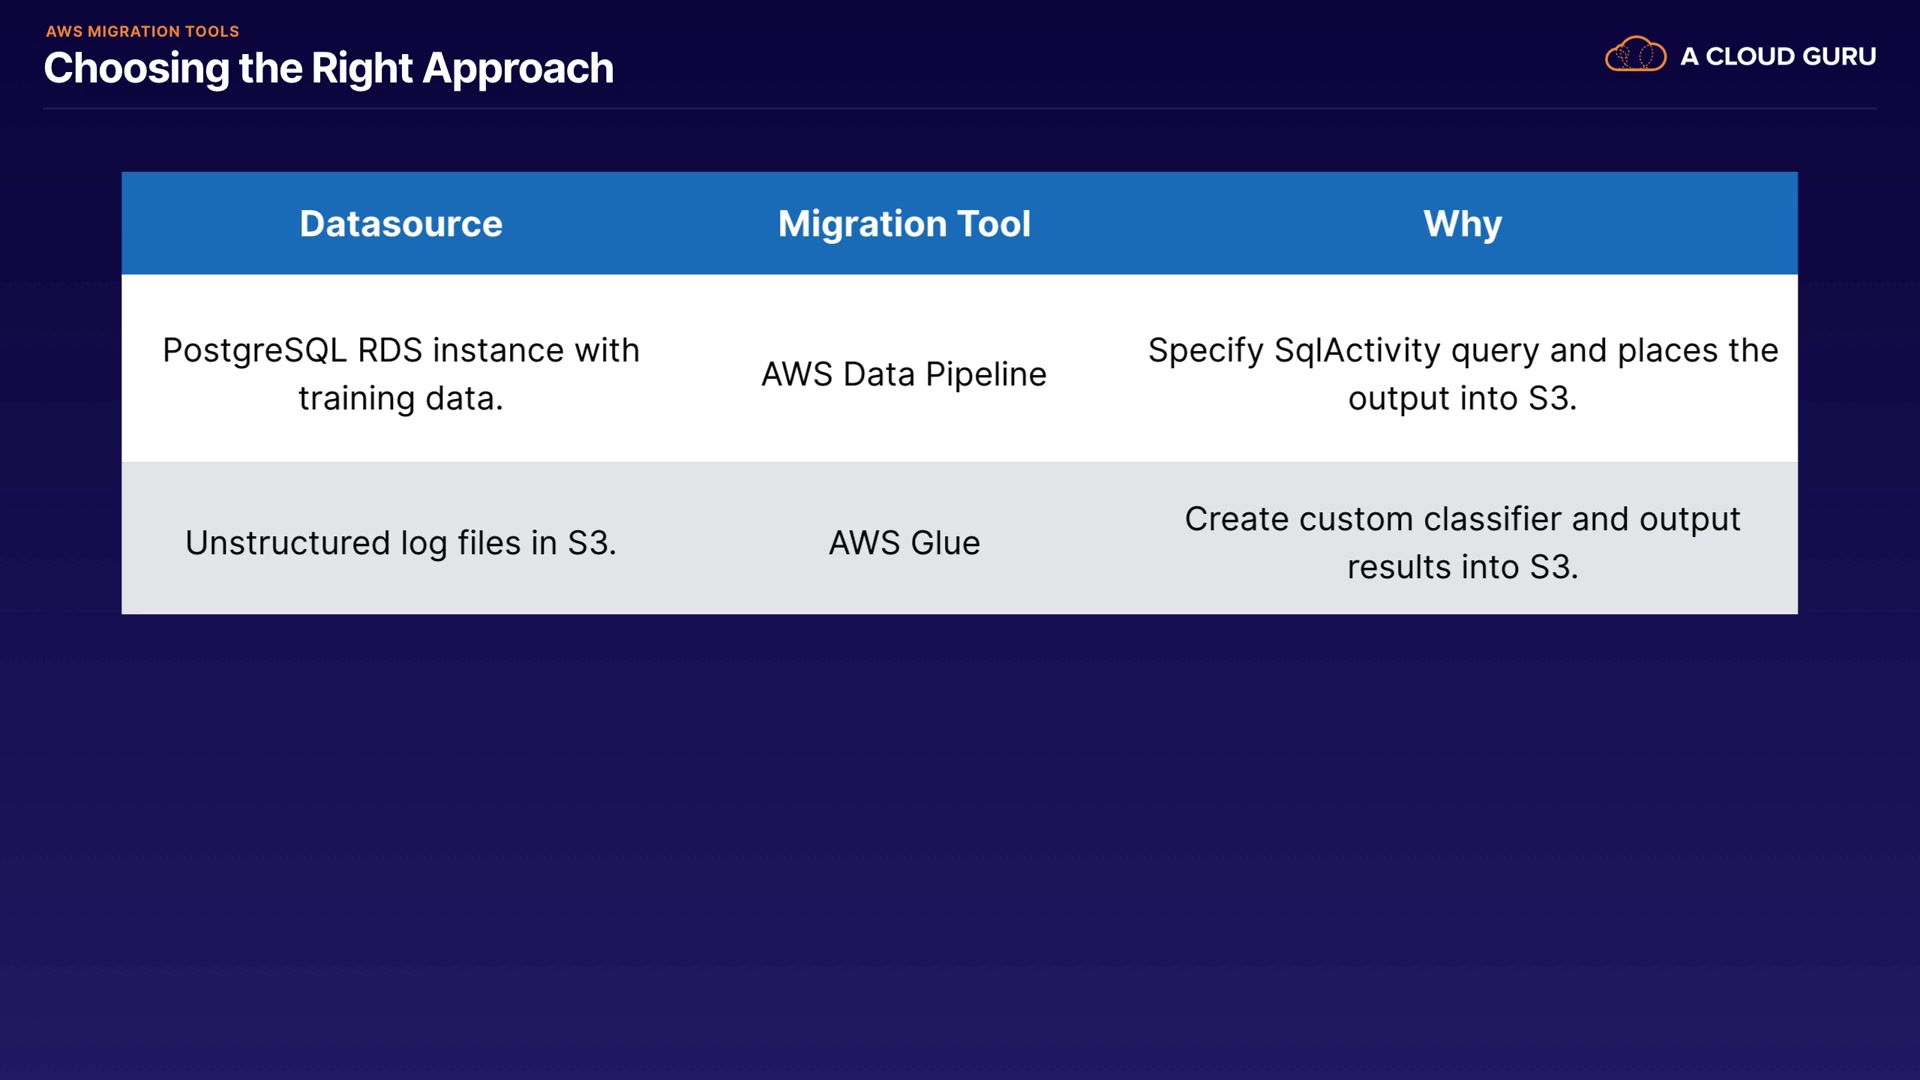 AWS MIGRATION TOOLS
Choosing the Right Approach
A CLOUD GURU
Datasource Migration Tool Why
PostgreSQL RDS instance with
training data.
AWS Data Pipeline
Specify SqlActivity query and places the
output into S3.
Unstructured log files in S3.
AWS Glue
Create custom classifier and output
results into S3.